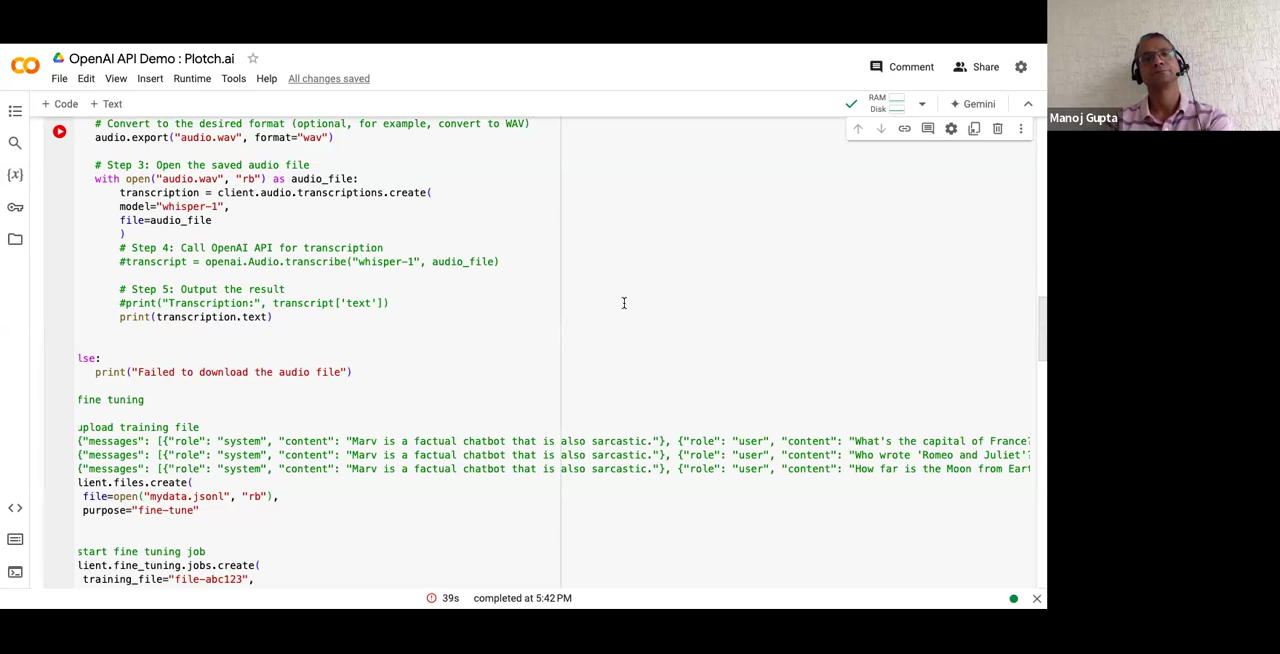 OpenAI API Demo : Plotch.ai
File Edit View Insert Runtime Tools Help All changes saved
Comment Share
+ Code + Text
RAM
Disk
Gemini
# Convert to the desired format (optional, for example, convert to WAV)
audio.export("audio.wav", format="wav")
# Step 3: Open the saved audio file
with open("audio.wav", "rb") as audio_file:
transcription = client.audio.transcriptions.create(
model="whisper-1",
file=audio_file
)
# Step 4: Call OpenAI API for transcription
#transcript = openai.Audio.transcribe("whisper-1", audio_file)
# Step 5: Output the result
#print("Transcription:", transcript['text'])
print(transcription.text)
lse:
print("Failed to download the audio file")
fine tuning
upload training file
{"messages": [{"role": "system", "content": "Marv is a factual chatbot that is also sarcastic."}, {"role": "user", "content": "What's the capital of France?
{"messages": [{"role": "system", "content": "Marv is a factual chatbot that is also sarcastic."}, {"role": "user", "content": "Who wrote 'Romeo and Juliet'?
{"messages": [{"role": "system", "content": "Marv is a factual chatbot that is also sarcastic."}, {"role": "user", "content": "How far is the Moon from Eart
lient.files.create(
file=open("mydata.jsonl", "rb"),
purpose="fine-tune"
start fine tuning job
lient.fine_tuning.jobs.create(
training_file="file-abc123",
39s completed at 5:42 PM
Manoj Gupta